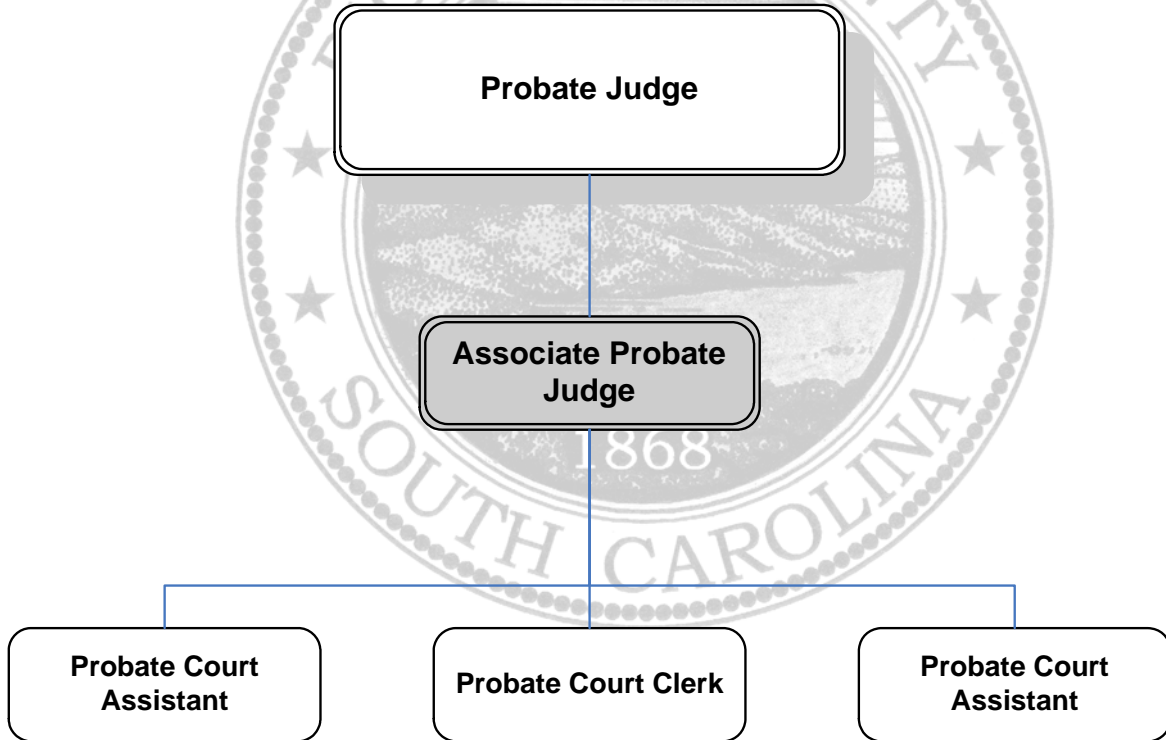 Probate Judge
Associate Probate
Judge
1868
SOUTH CAROLINA
Probate Court
Assistant
Probate Court Clerk
Probate Court
Assistant